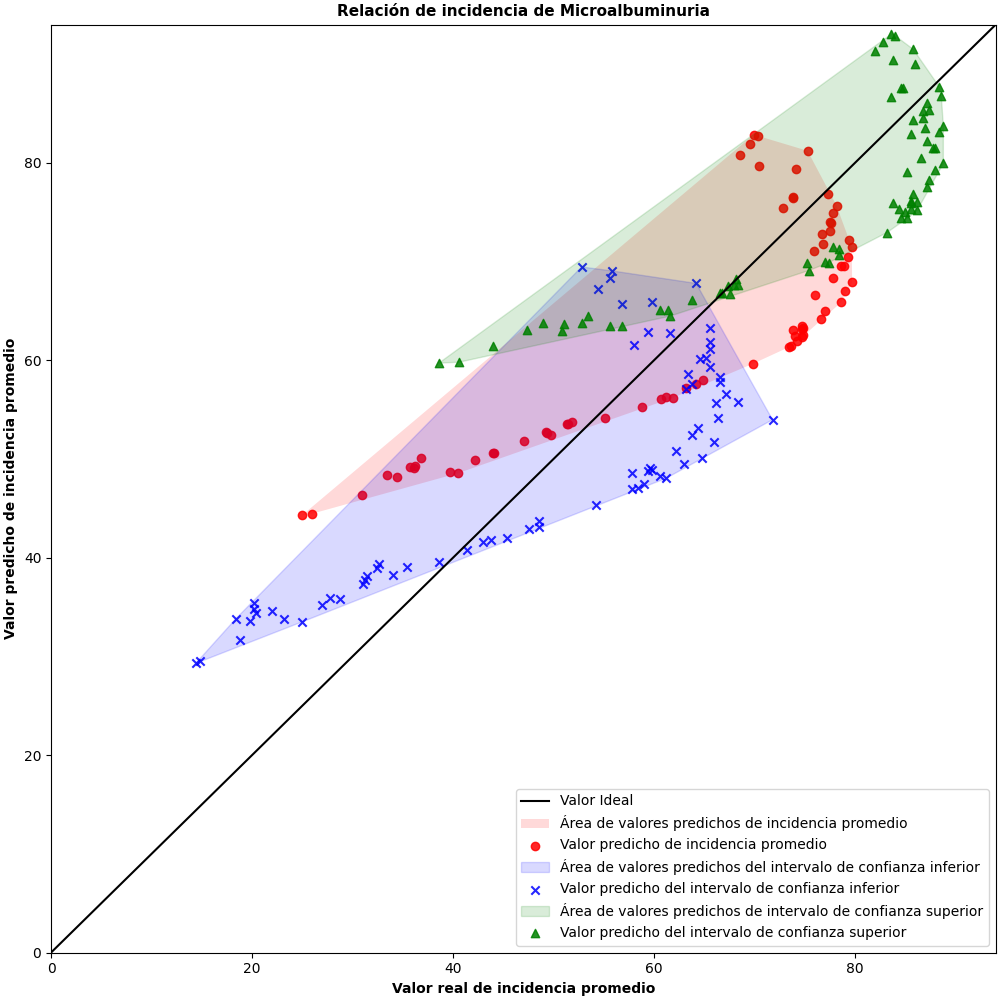 Relación de incidencia de Microalbuminuria
Valor predicho de incidencia promedio
80
60
40
20
0
0 20 40 60 80
Valor real de incidencia promedio
Valor Ideal
Área de valores predichos de incidencia promedio
Valor predicho de incidencia promedio
Área de valores predichos del intervalo de confianza inferior
Valor predicho del intervalo de confianza inferior
Área de valores predichos de intervalo de confianza superior
Valor predicho del intervalo de confianza superior